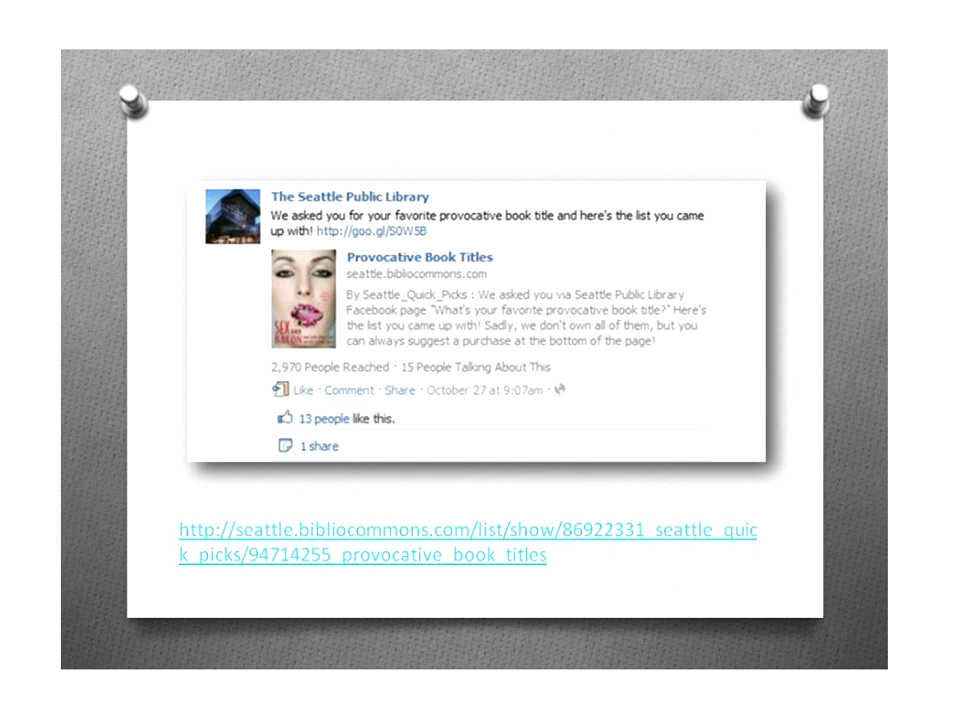 The Seattle Public Library
We asked you for your favorite provocative book title and here's the list you came
up with! http://goo.gl/S0W5B
Provocative Book Titles
seattle.bibliocommons.com
By Seattle_Quick_Picks : We asked you via Seattle Public Library
Facebook page "What's your favorite provocative book title?" Here's
the list you came up with! Sadly, we don't own all of them, but you
can always suggest a purchase at the bottom of the page!
SEX AND
BACON
2,970 People Reached · 15 People Talking About This
Like · Comment · Share · October 27 at 9:07am ·
13 people like this.
1 share
http://seattle.bibliocommons.com/list/show/86922331_seattle_quic
k_picks/94714255_provocative_book_titles